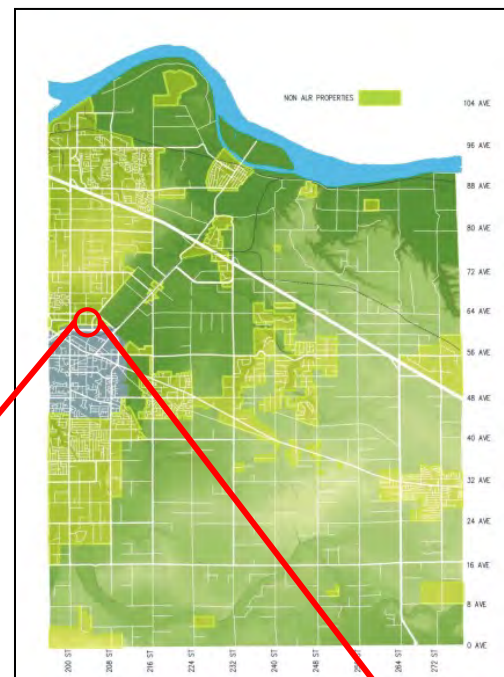 NON ALR PROPERTIES
104 AVE
96 AVE
88 AVE
80 AVE
72 AVE
64 AVE
56 AVE
48 AVE
40 AVE
32 AVE
24 AVE
16 AVE
8 AVE
0 AVE
200 ST
208 ST
216 ST
224 ST
232 ST
240 ST
248 ST
264 ST
272 ST